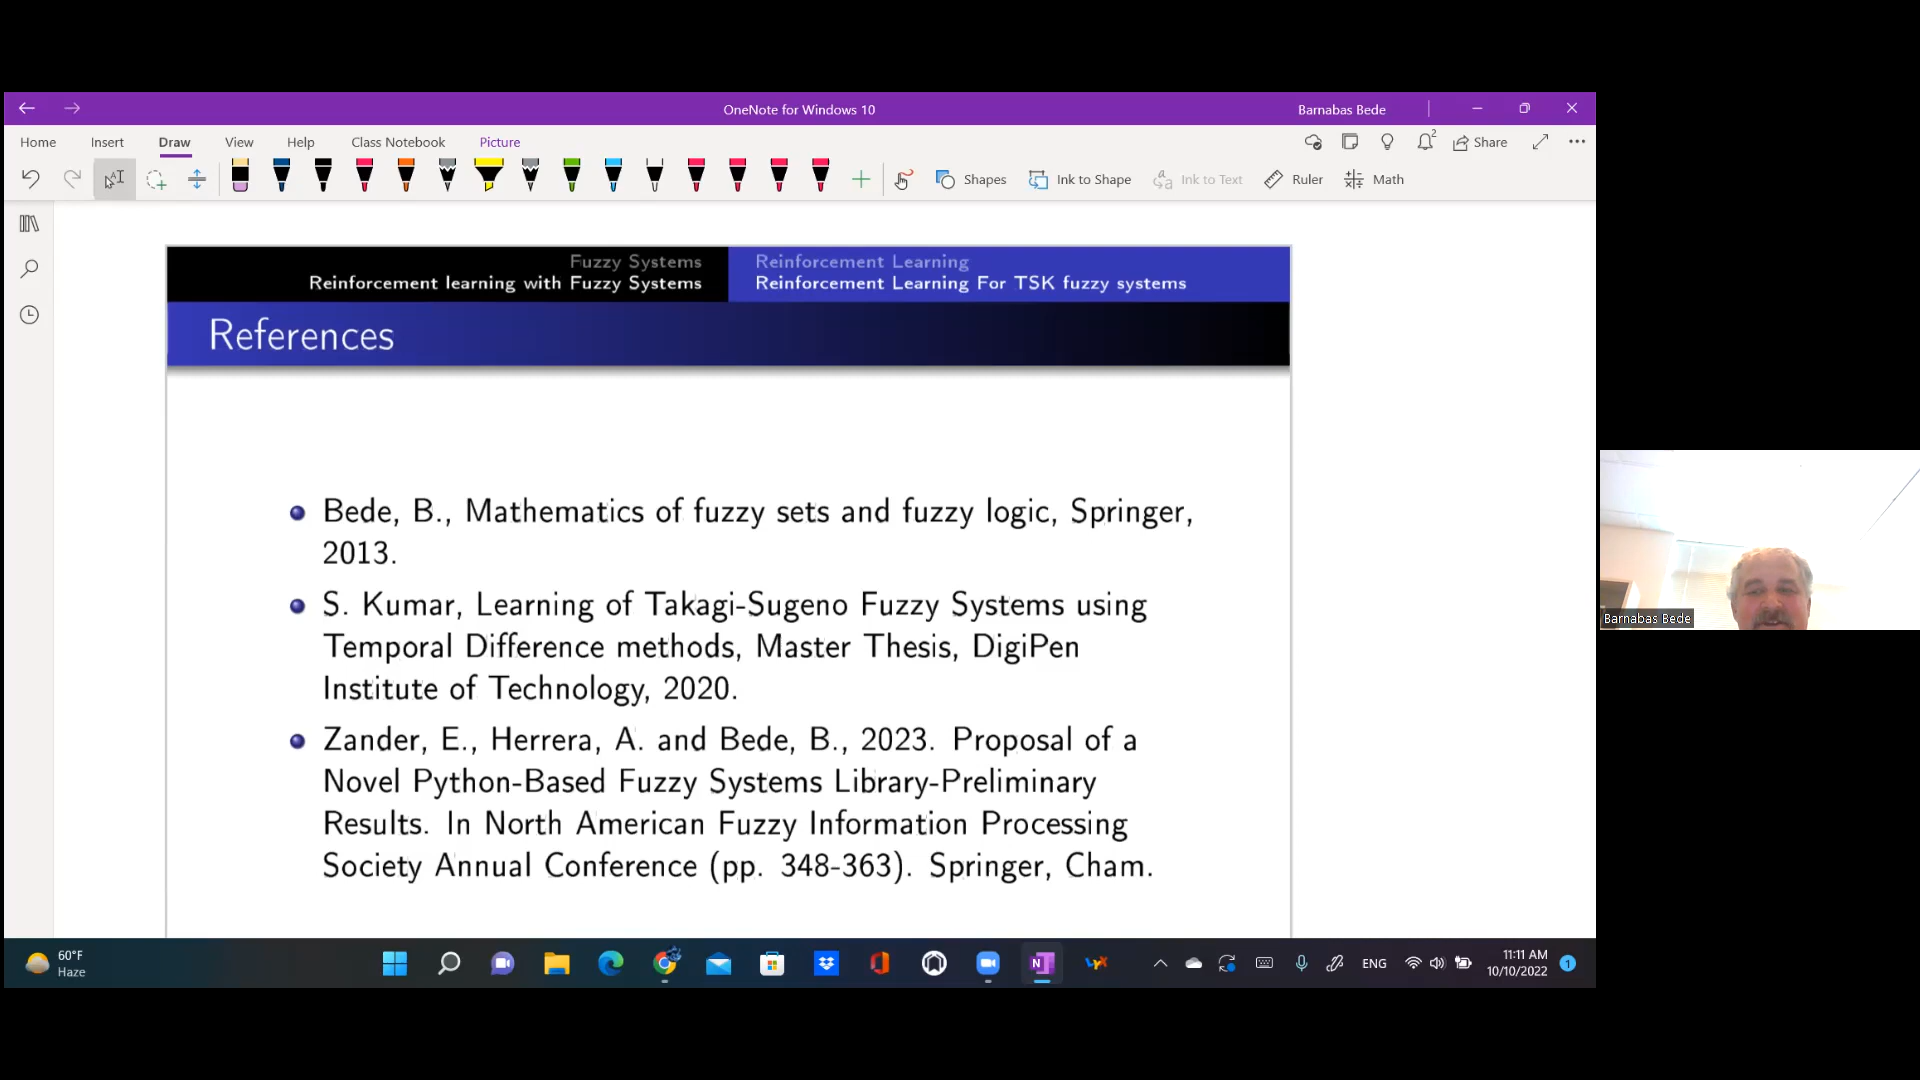 OneNote for Windows 10
Barnabas Bede
Home Insert Draw View Help Class Notebook Picture
2 Share
Shapes Ink to Shape Ink to Text Ruler Math
Fuzzy Systems
Reinforcement learning with Fuzzy Systems
Reinforcement Learning
Reinforcement Learning For TSK fuzzy systems
References
Bede, B., Mathematics of fuzzy sets and fuzzy logic, Springer,
2013.
S. Kumar, Learning of Takagi-Sugeno Fuzzy Systems using
Temporal Difference methods, Master Thesis, DigiPen
Institute of Technology, 2020.
Zander, E., Herrera, A. and Bede, B., 2023. Proposal of a
Novel Python-Based Fuzzy Systems Library-Preliminary
Results. In North American Fuzzy Information Processing
Society Annual Conference (pp. 348-363). Springer, Cham.
Barnabas Bede
60°F
Haze
ENG
11:11 AM
10/10/2022
1